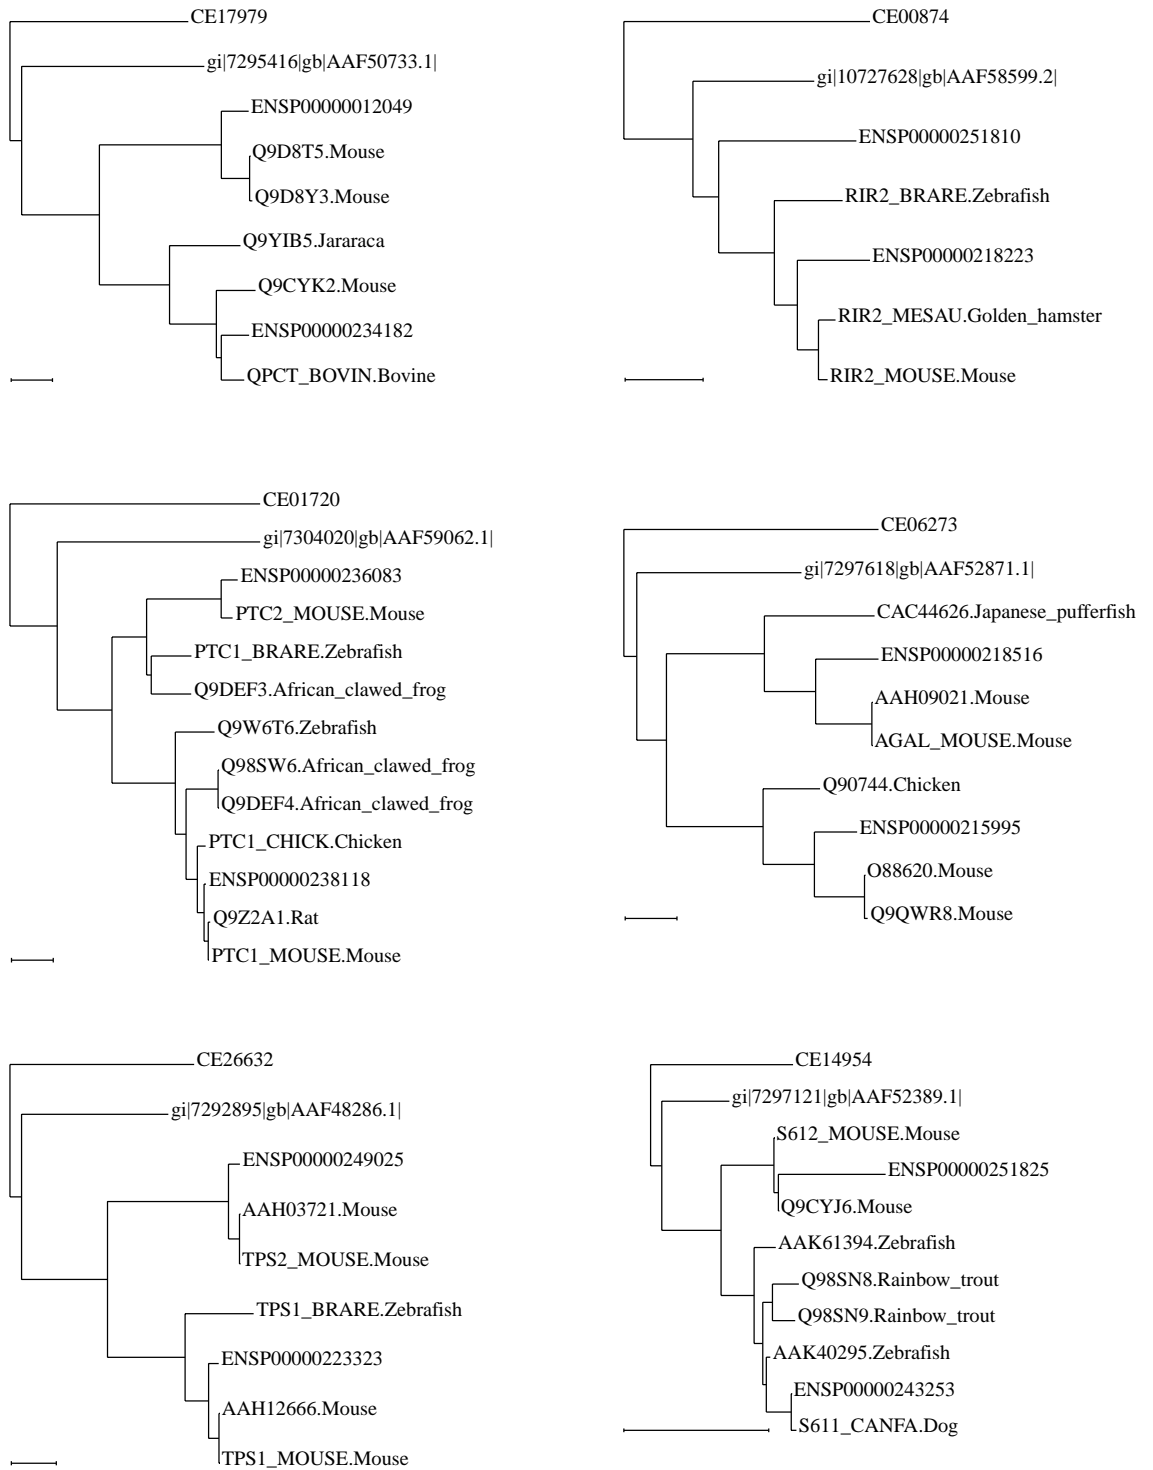 CE17979
gi|7295416|gb|AAF50733.1|
ENSP00000012049
Q9D8T5.Mouse
Q9D8Y3.Mouse
Q9YIB5.Jararaca
Q9CYK2.Mouse
ENSP00000234182
QPCT_BOVIN.Bovine
CE00874
gi|10727628|gb|AAF58599.2|
ENSP00000251810
RIR2_BRARE.Zebrafish
ENSP00000218223
RIR2_MESAU.Golden_hamster
RIR2_MOUSE.Mouse
CE01720
gi|7304020|gb|AAF59062.1|
ENSP00000236083
PTC2_MOUSE.Mouse
PTC1_BRARE.Zebrafish
Q9DEF3.African_clawed_frog
Q9W6T6.Zebrafish
Q98SW6.African_clawed_frog
Q9DEF4.African_clawed_frog
PTC1_CHICK.Chicken
ENSP00000238118
Q9Z2A1.Rat
PTC1_MOUSE.Mouse
CE06273
gi|7297618|gb|AAF52871.1|
CAC44626.Japanese_pufferfish
ENSP00000218516
AAH09021.Mouse
AGAL_MOUSE.Mouse
Q90744.Chicken
ENSP00000215995
O88620.Mouse
Q9QWR8.Mouse
CE26632
gi|7292895|gb|AAF48286.1|
ENSP00000249025
AAH03721.Mouse
TPS2_MOUSE.Mouse
TPS1_BRARE.Zebrafish
ENSP00000223323
AAH12666.Mouse
TPS1_MOUSE.Mouse
CE14954
gi|7297121|gb|AAF52389.1|
S612_MOUSE.Mouse
ENSP00000251825
Q9CYJ6.Mouse
AAK61394.Zebrafish
Q98SN8.Rainbow_trout
Q98SN9.Rainbow_trout
AAK40295.Zebrafish
ENSP00000243253
S611_CANFA.Dog